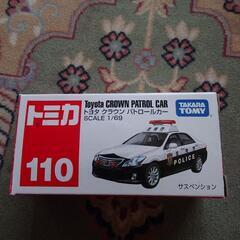 トミカ
110
Toyota CROWN PATROL CAR
トヨタ クラウン パトロールカー
SCALE 1/69
TAKARA
TOMY
POLICE
サスペンション